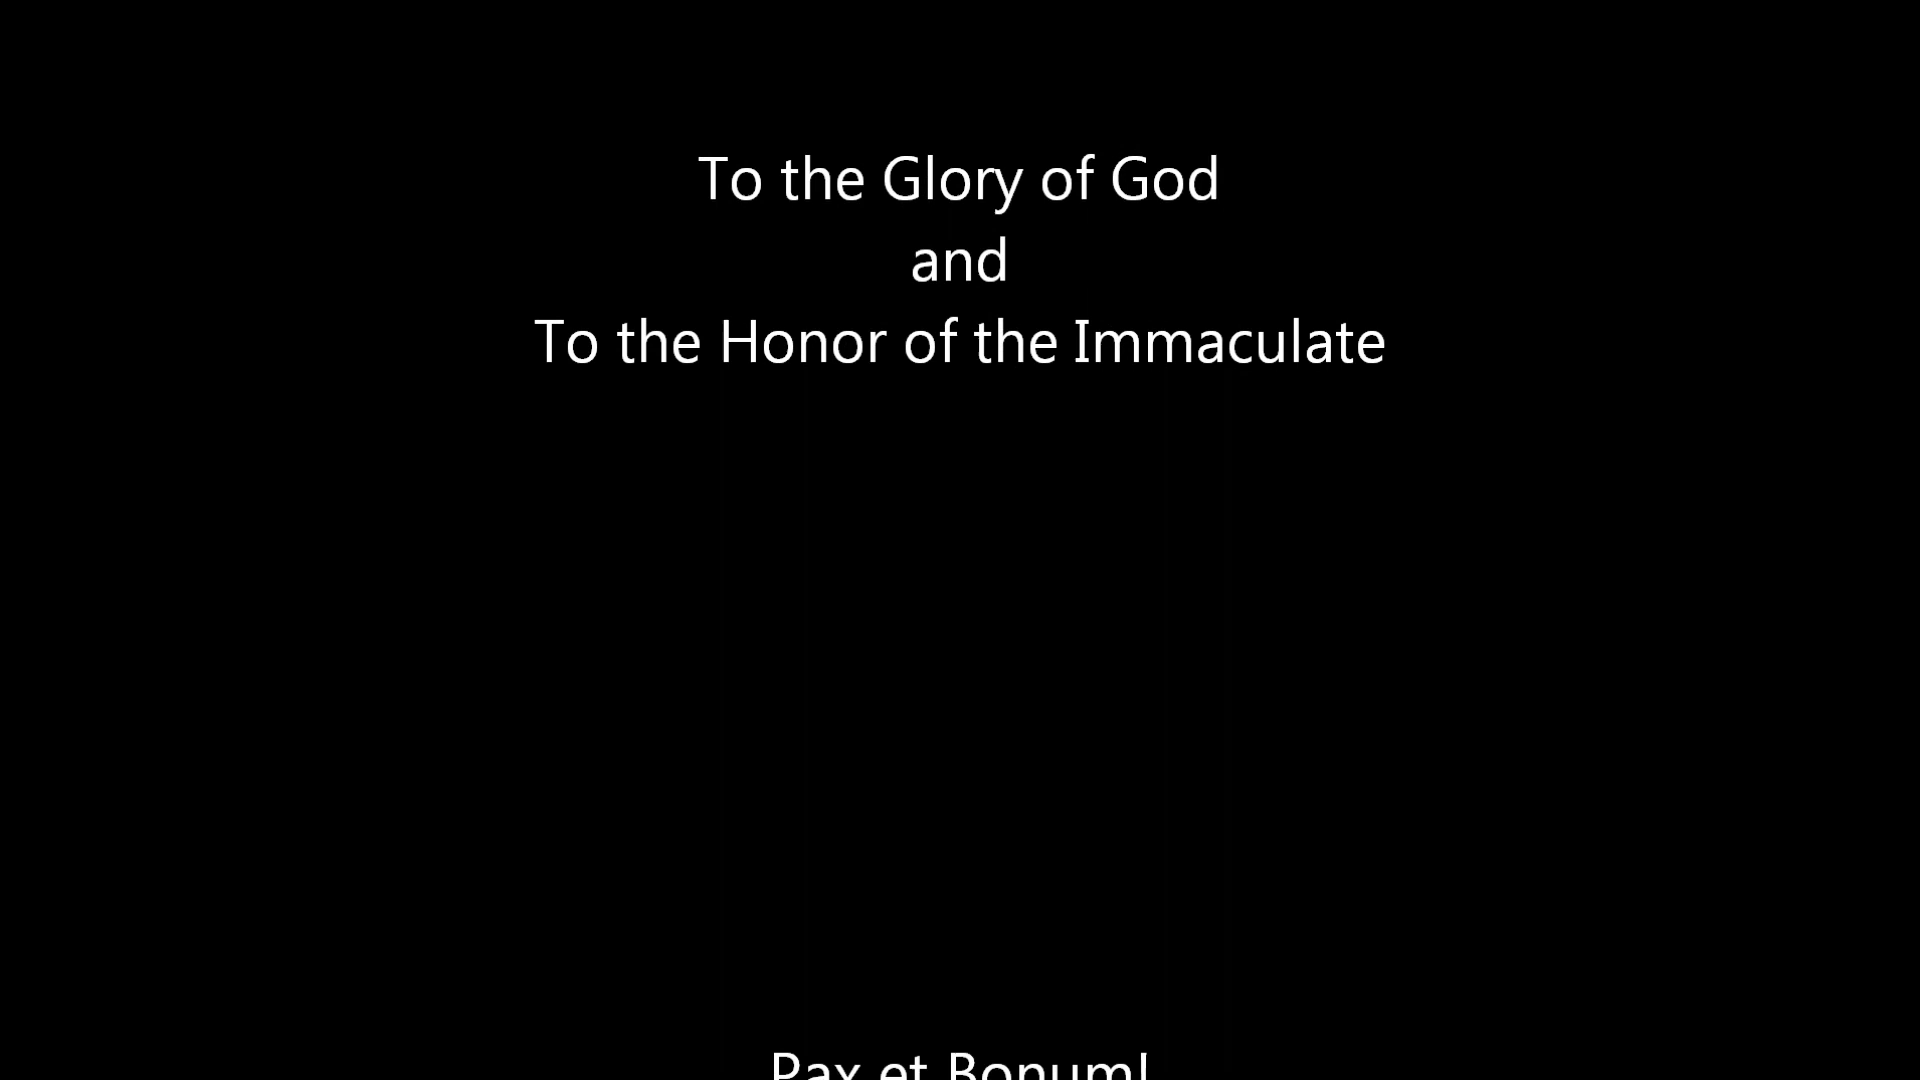 To the Glory of God
and
To the Honor of the Immaculate
Pax et Bonum!